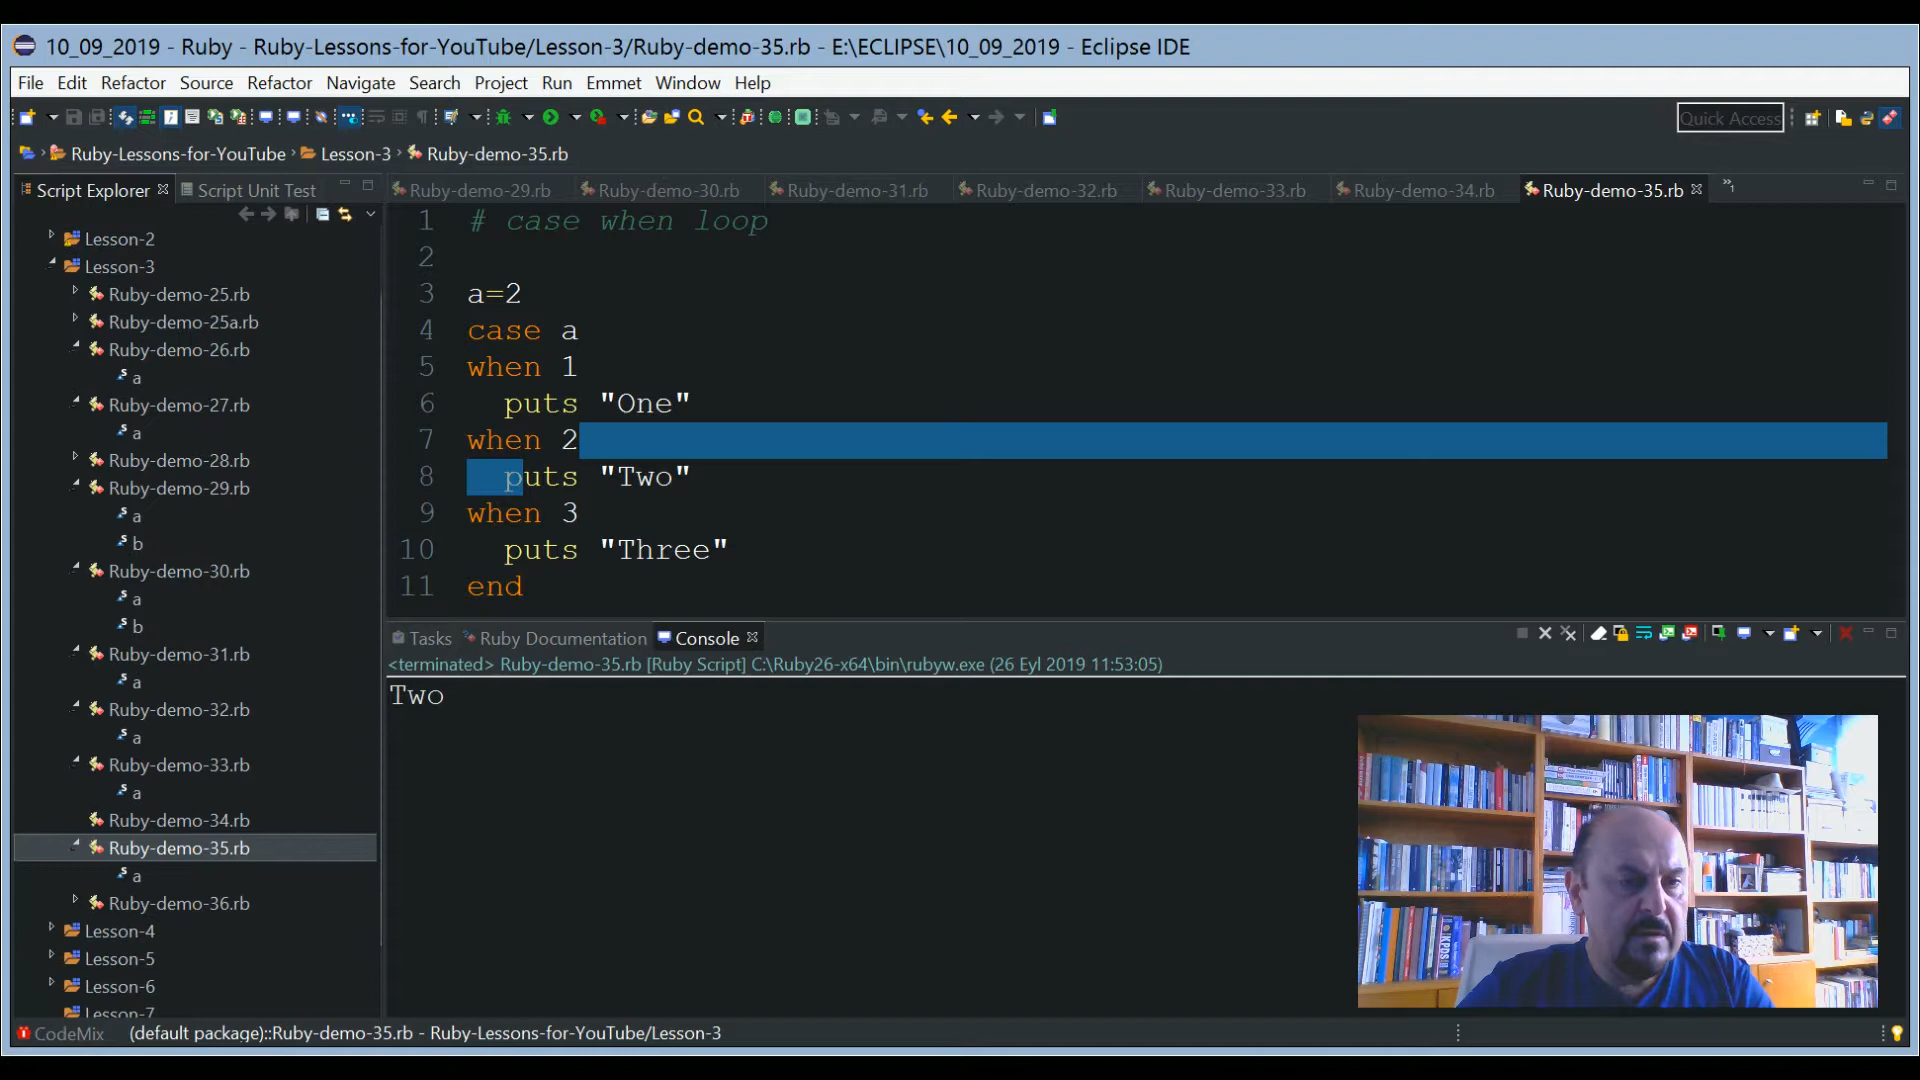 10_09_2019 - Ruby - Ruby-Lessons-for-YouTube/Lesson-3/Ruby-demo-35.rb - E:\ECLIPSE\10_09_2019 - Eclipse IDE
File Edit Refactor Source Refactor Navigate Search Project Run Emmet Window Help
Quick Access
Ruby-Lessons-for-YouTube Lesson-3 Ruby-demo-35.rb
Script Explorer Script Unit Test
Ruby-demo-29.rb Ruby-demo-30.rb Ruby-demo-31.rb Ruby-demo-32.rb Ruby-demo-33.rb Ruby-demo-34.rb Ruby-demo-35.rb »1
Lesson-2
Lesson-3
Ruby-demo-25.rb
Ruby-demo-25a.rb
Ruby-demo-26.rb
a
Ruby-demo-27.rb
a
Ruby-demo-28.rb
Ruby-demo-29.rb
a
b
Ruby-demo-30.rb
a
b
Ruby-demo-31.rb
a
Ruby-demo-32.rb
a
Ruby-demo-33.rb
a
Ruby-demo-34.rb
Ruby-demo-35.rb
a
Ruby-demo-36.rb
Lesson-4
Lesson-5
Lesson-6
Lesson-7
1 # case when loop
2
3 a=2
4 case a
5 when 1
6 puts "One"
7 when 2
8 puts "Two"
9 when 3
10 puts "Three"
11 end
Tasks Ruby Documentation Console
<terminated> Ruby-demo-35.rb [Ruby Script] C:\Ruby26-x64\bin\rubyw.exe (26 Eyl 2019 11:53:05)
Two
KPDS
CodeMix (default package)::Ruby-demo-35.rb - Ruby-Lessons-for-YouTube/Lesson-3